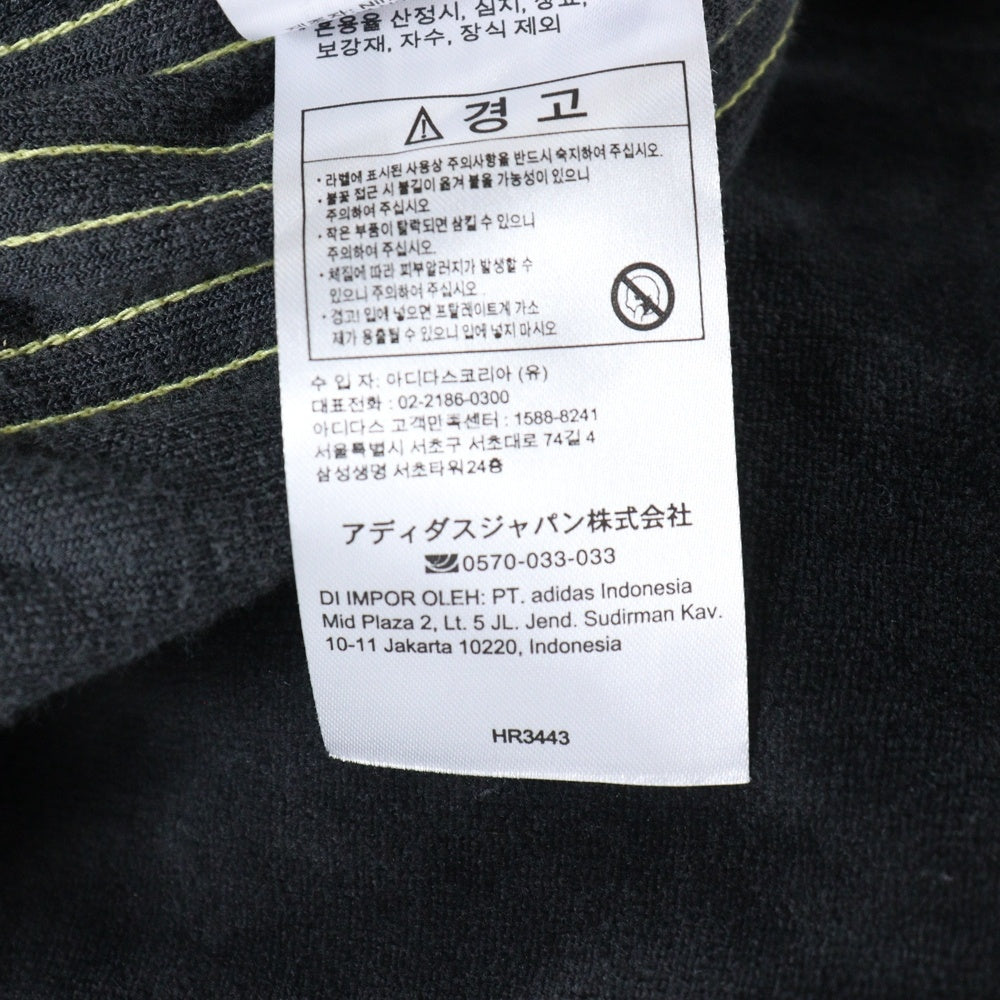 혼용율 산정시, 심지, 상표,
보강재, 자수, 장식 제외
경 고
• 라벨에 표시된 사용상 주의사항을 반드시 숙지하여 주십시오.
• 불꽃 접근 시 불길이 옮겨 붙을 가능성이 있으니
주의하여 주십시오
• 작은 부품이 탈락되면 삼킬 수 있으니
주의하여 주십시오.
• 체질에 따라 피부알러지가 발생할 수
있으니 주의하여 주십시오 .
• 경고! 입에 넣으면 프탈레이트게 가소
제가 용출될 수 있으니 입에 넣지 마시오
수 입 자: 아디다스코리아 (유)
대표전화 : 02-2186-0300
아디다스 고객만족센터 : 1588-8241
서울특별시 서초구 서초대로 74길 4
삼성생명 서초타워24층
アディダスジャパン株式会社
0570-033-033
DI IMPOR OLEH: PT. adidas Indonesia
Mid Plaza 2, Lt. 5 JL. Jend. Sudirman Kav.
10-11 Jakarta 10220, Indonesia
HR3443